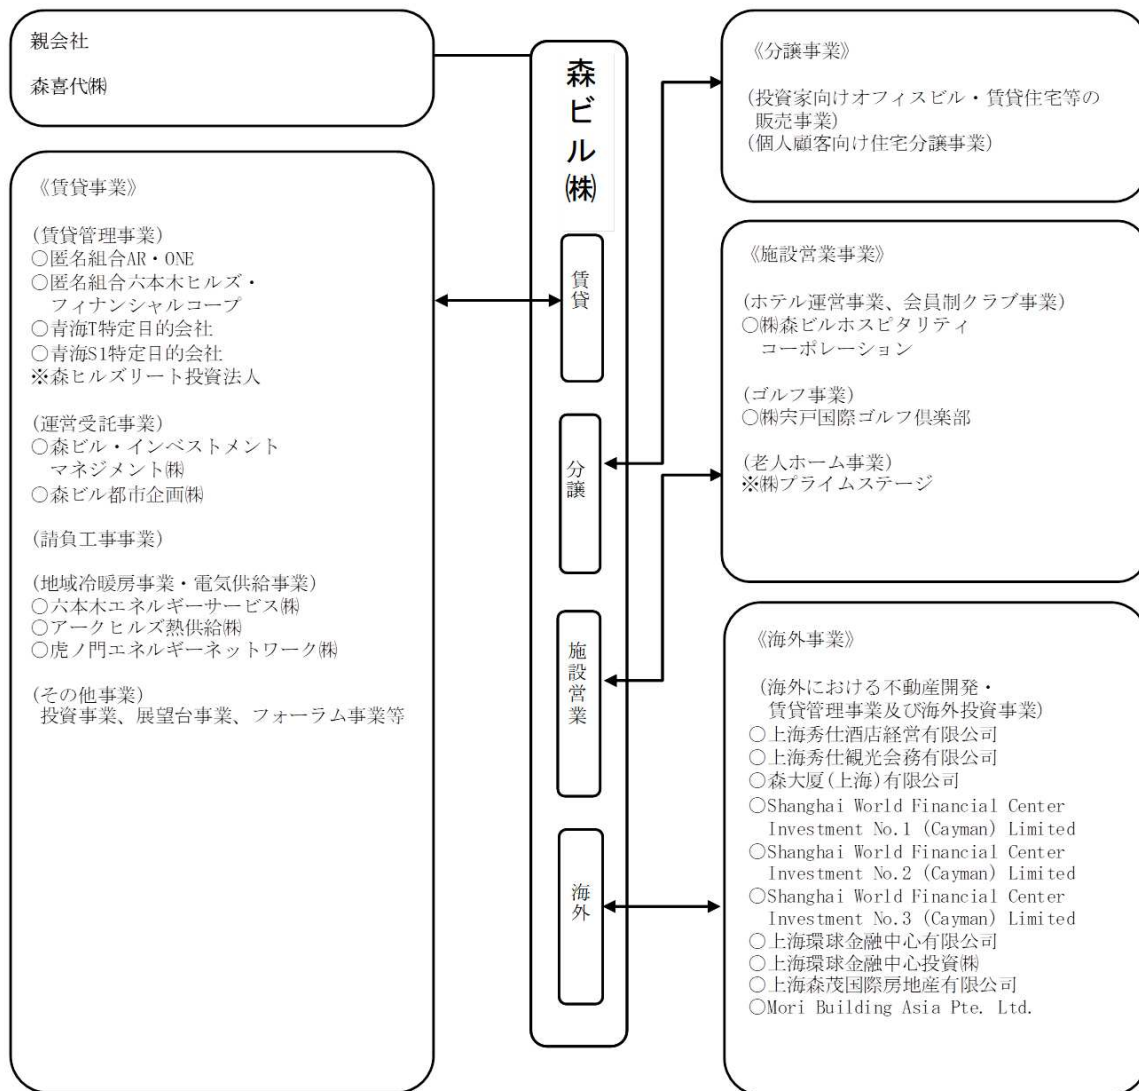 親会社
森喜代㈱
《賃貸事業》
(賃貸管理事業)
○匿名組合AR・ONE
○匿名組合六本木ヒルズ・
フィナンシャルコープ
○青海T特定目的会社
○青海S1特定目的会社
※森ヒルズリート投資法人
(運営受託事業)
○森ビル・インベストメント
マネジメント㈱
○森ビル都市企画㈱
(請負工事事業)
(地域冷暖房事業・電気供給事業)
○六本木エネルギーサービス㈱
○アークヒルズ熱供給㈱
○虎ノ門エネルギーネットワーク㈱
(その他事業)
投資事業、展望台事業、フォーラム事業等
森ビル㈱
賃貸
分譲
施設営業
海外
《分譲事業》
(投資家向けオフィスビル・賃貸住宅等の
販売事業)
(個人顧客向け住宅分譲事業)
《施設営業事業》
(ホテル運営事業、会員制クラブ事業)
○㈱森ビルホスピタリティ
コーポレーション
(ゴルフ事業)
○㈱宍戸国際ゴルフ倶楽部
(老人ホーム事業)
※㈱プライムステージ
《海外事業》
(海外における不動産開発・
賃貸管理事業及び海外投資事業)
○上海秀仕酒店経営有限公司
○上海秀仕観光会務有限公司
○森大厦(上海)有限公司
○Shanghai World Financial Center
Investment No.1 (Cayman) Limited
○Shanghai World Financial Center
Investment No.2 (Cayman) Limited
○Shanghai World Financial Center
Investment No.3 (Cayman) Limited
○上海環球金融中心有限公司
○上海環球金融中心投資㈱
○上海森茂国際房地産有限公司
○Mori Building Asia Pte. Ltd.